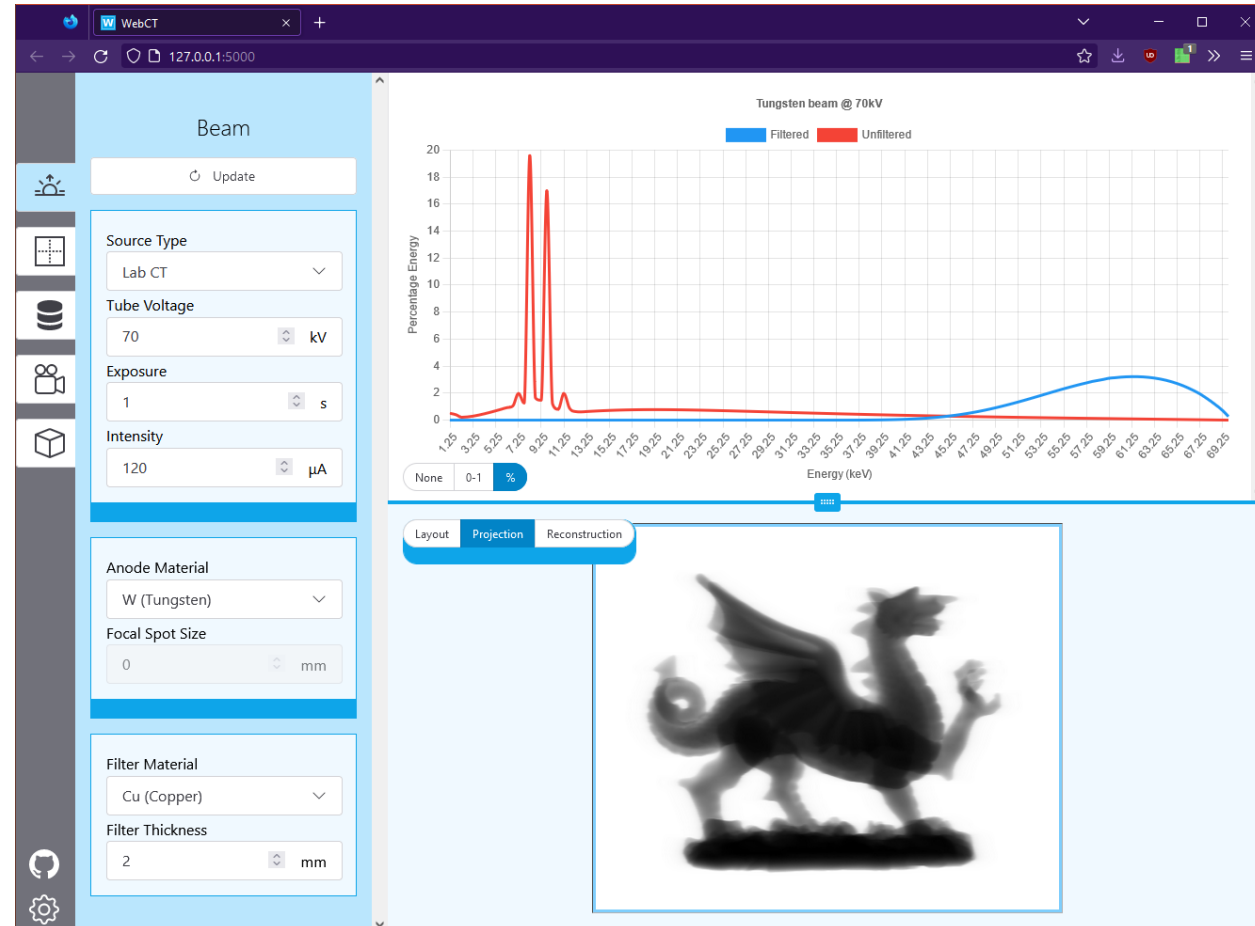 W WebCT
127.0.0.1:5000
1
Beam
Update
Source Type
Lab CT
Tube Voltage
70 kV
Exposure
1 s
Intensity
120 µA
Anode Material
W (Tungsten)
Focal Spot Size
0 mm
Filter Material
Cu (Copper)
Filter Thickness
2 mm
Tungsten beam @ 70kV
Filtered Unfiltered
Percentage Energy
20
18
16
14
12
10
8
6
4
2
0
1.25 3.25 5.25 7.25 9.25 11.25 13.25 15.25 17.25 19.25 21.25 23.25 25.25 27.25 29.25 31.25 33.25 35.25 37.25 39.25 41.25 43.25 45.25 47.25 49.25 51.25 53.25 55.25 57.25 59.25 61.25 63.25 65.25 67.25 69.25
Energy (keV)
None 0-1 %
Layout Projection Reconstruction